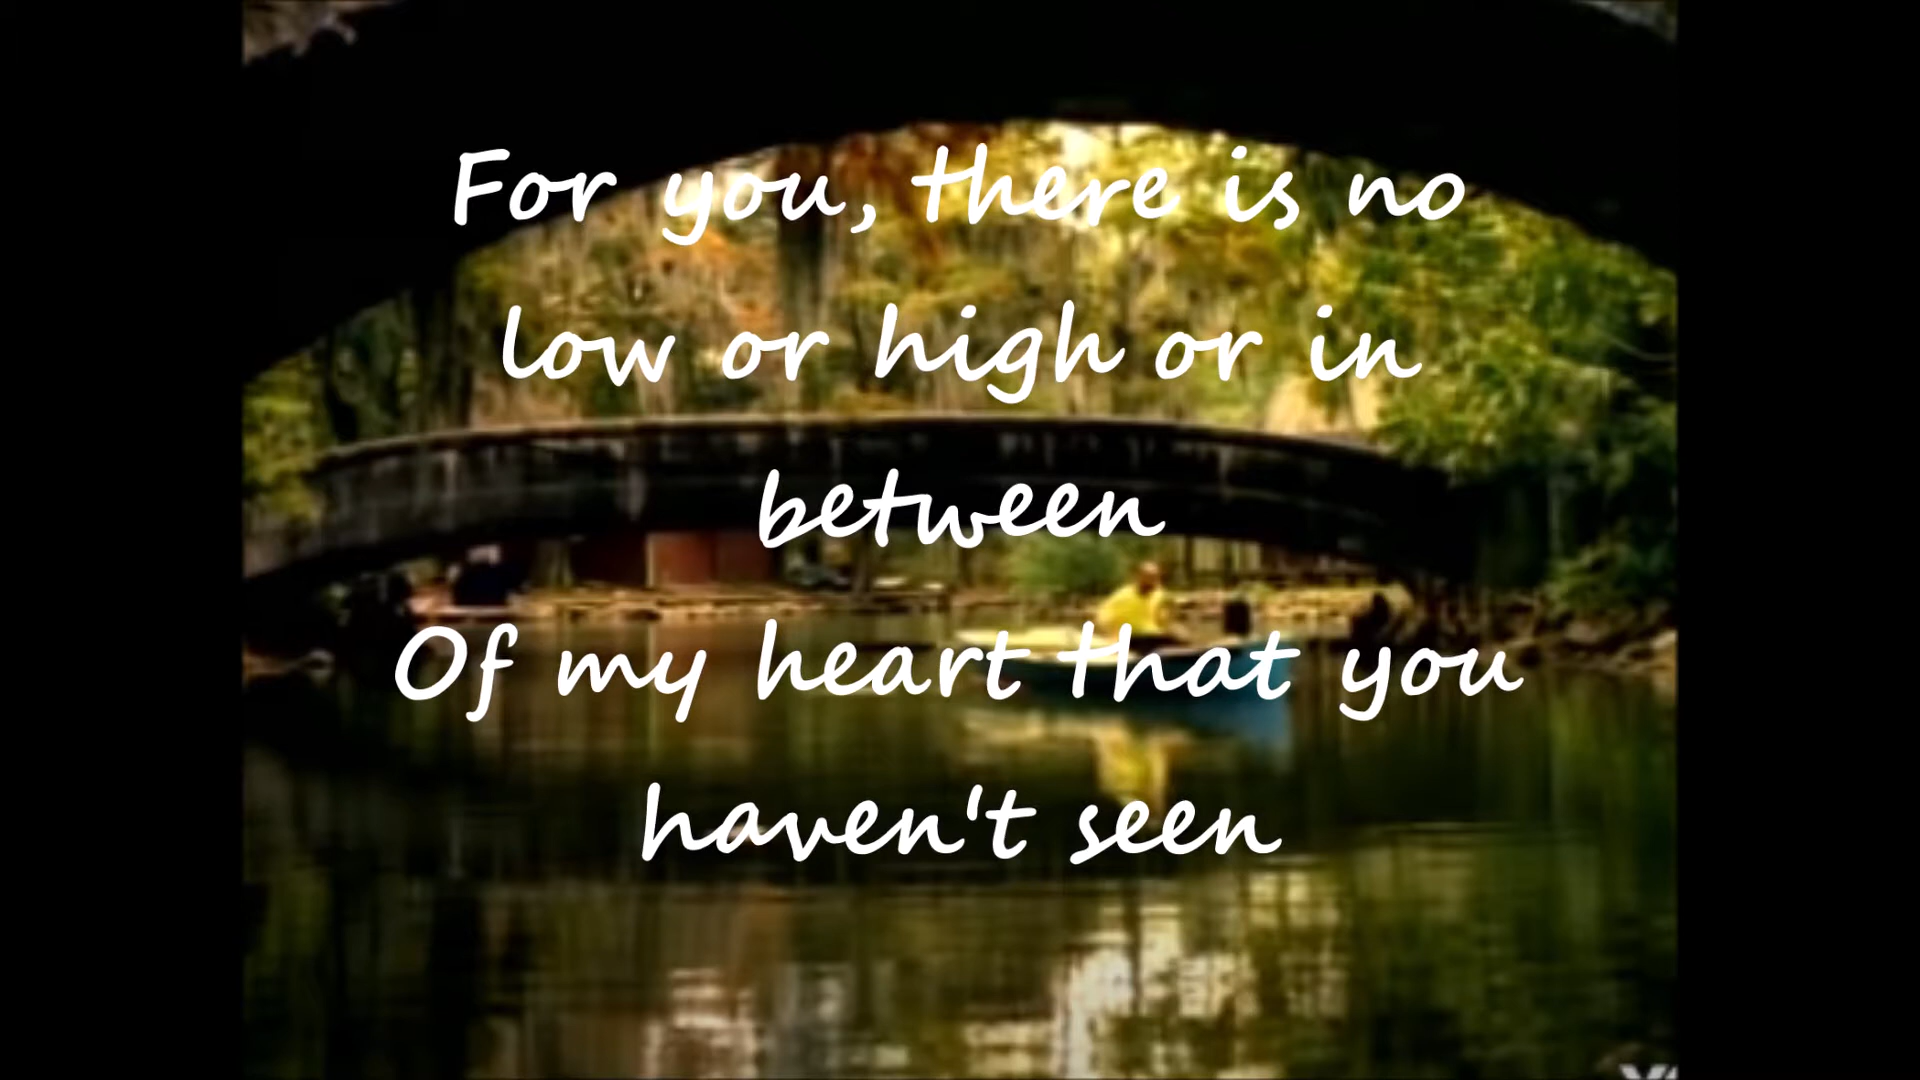 For you, there is no
low or high or in
between
Of my heart that you
haven't seen